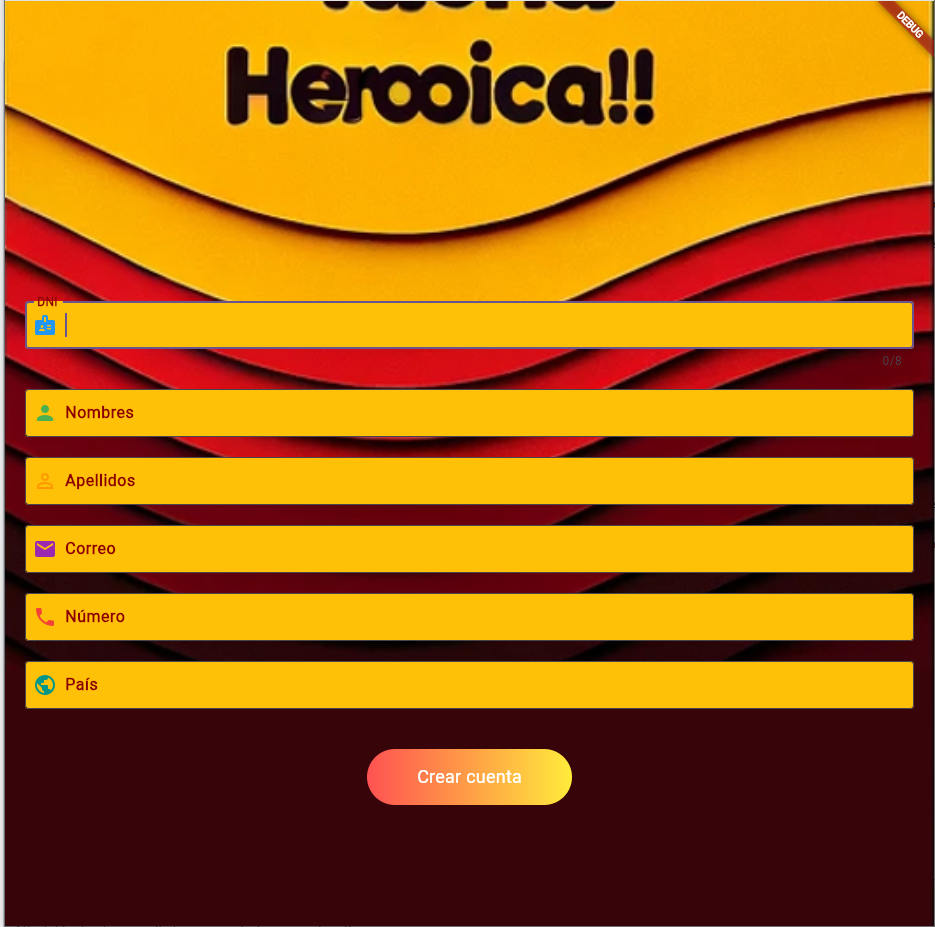 Herooica!!
DEBUG
DNI
0/8
Nombres
Apellidos
Correo
Número
País
Crear cuenta